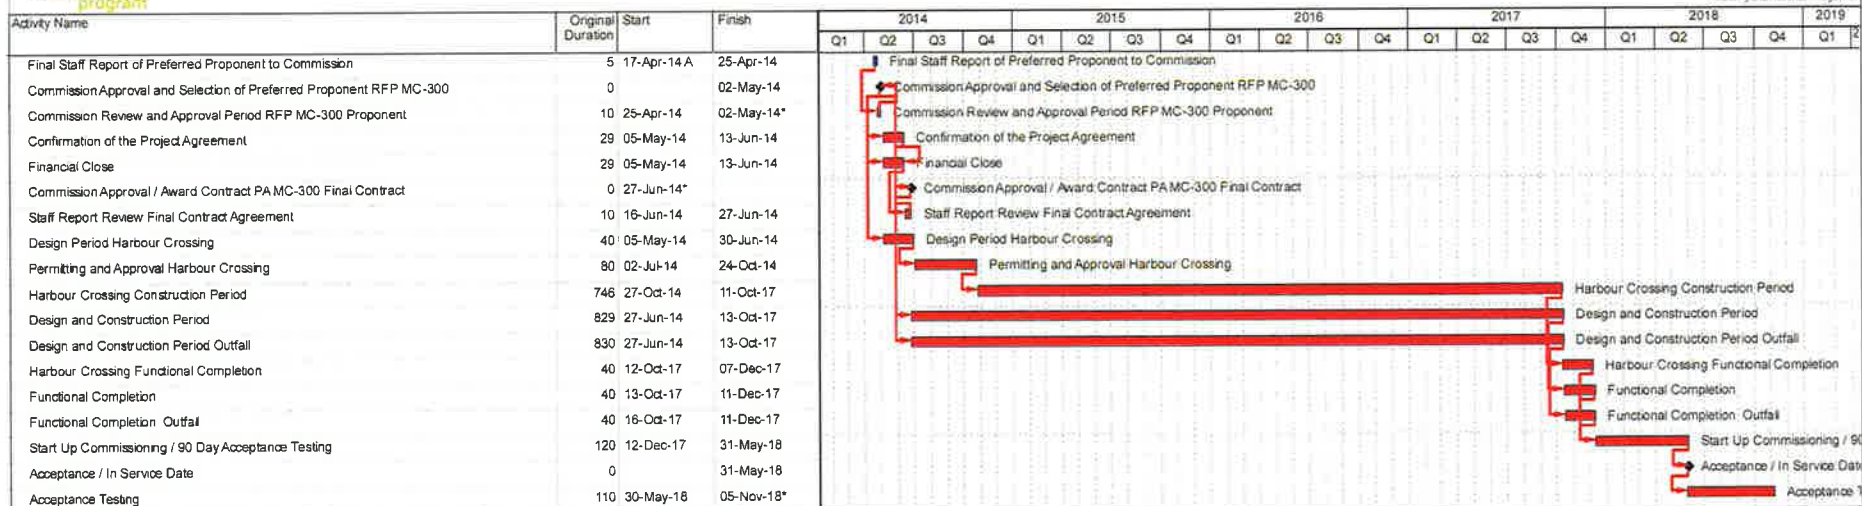 program
Activity Name Original Duration Start Finish
2014 2015 2016 2017 2018 2019
Q1 Q2 Q3 Q4 Q1 Q2 Q3 Q4 Q1 Q2 Q3 Q4 Q1 Q2 Q3 Q4 Q1 Q2 Q3 Q4 Q1
Final Staff Report of Preferred Proponent to Commission 5 17-Apr-14 A 25-Apr-14 Final Staff Report of Preferred Proponent to Commission
Commission Approval and Selection of Preferred Proponent RFP MC-300 0 02-May-14 Commission Approval and Selection of Preferred Proponent RFP MC-300
Commission Review and Approval Period RFP MC-300 Proponent 10 25-Apr-14 02-May-14* Commission Review and Approval Period RFP MC-300 Proponent
Confirmation of the Project Agreement 29 05-May-14 13-Jun-14 Confirmation of the Project Agreement
Financial Close 29 05-May-14 13-Jun-14 Financial Close
Commission Approval / Award Contract PA MC-300 Final Contract 0 27-Jun-14* Commission Approval / Award Contract PA MC-300 Final Contract
Staff Report Review Final Contract Agreement 10 16-Jun-14 27-Jun-14 Staff Report Review Final Contract Agreement
Design Period Harbour Crossing 40 05-May-14 30-Jun-14 Design Period Harbour Crossing
Permitting and Approval Harbour Crossing 80 02-Jul-14 24-Oct-14 Permitting and Approval Harbour Crossing
Harbour Crossing Construction Period 746 27-Oct-14 11-Oct-17 Harbour Crossing Construction Period
Design and Construction Period 829 27-Jun-14 13-Oct-17 Design and Construction Period
Design and Construction Period Outfall 830 27-Jun-14 13-Oct-17 Design and Construction Period Outfall
Harbour Crossing Functional Completion 40 12-Oct-17 07-Dec-17 Harbour Crossing Functional Completion
Functional Completion 40 13-Oct-17 11-Dec-17 Functional Completion
Functional Completion Outfall 40 16-Oct-17 11-Dec-17 Functional Completion Outfall
Start Up Commissioning / 90 Day Acceptance Testing 120 12-Dec-17 31-May-18 Start Up Commissioning / 90
Acceptance / In Service Date 0 31-May-18 Acceptance / In Service Date
Acceptance Testing 110 30-May-18 05-Nov-18* Acceptance T